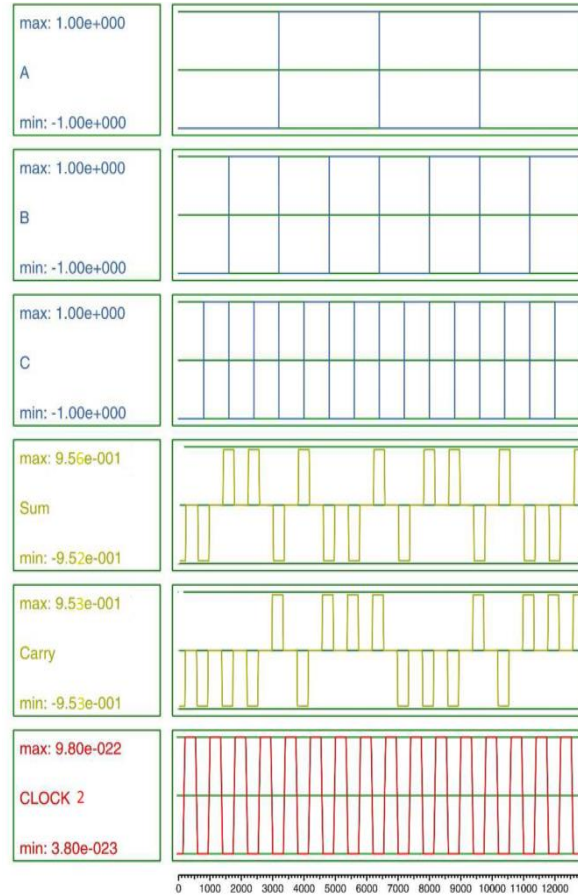 max: 1.00e+000
A
min: -1.00e+000
max: 1.00e+000
B
min: -1.00e+000
max: 1.00e+000
C
min: -1.00e+000
max: 9.56e-001
Sum
min: -9.52e-001
max: 9.53e-001
Carry
min: -9.53e-001
max: 9.80e-022
CLOCK 2
min: 3.80e-023
0 1000 2000 3000 4000 5000 6000 7000 8000 9000 10000 11000 12000